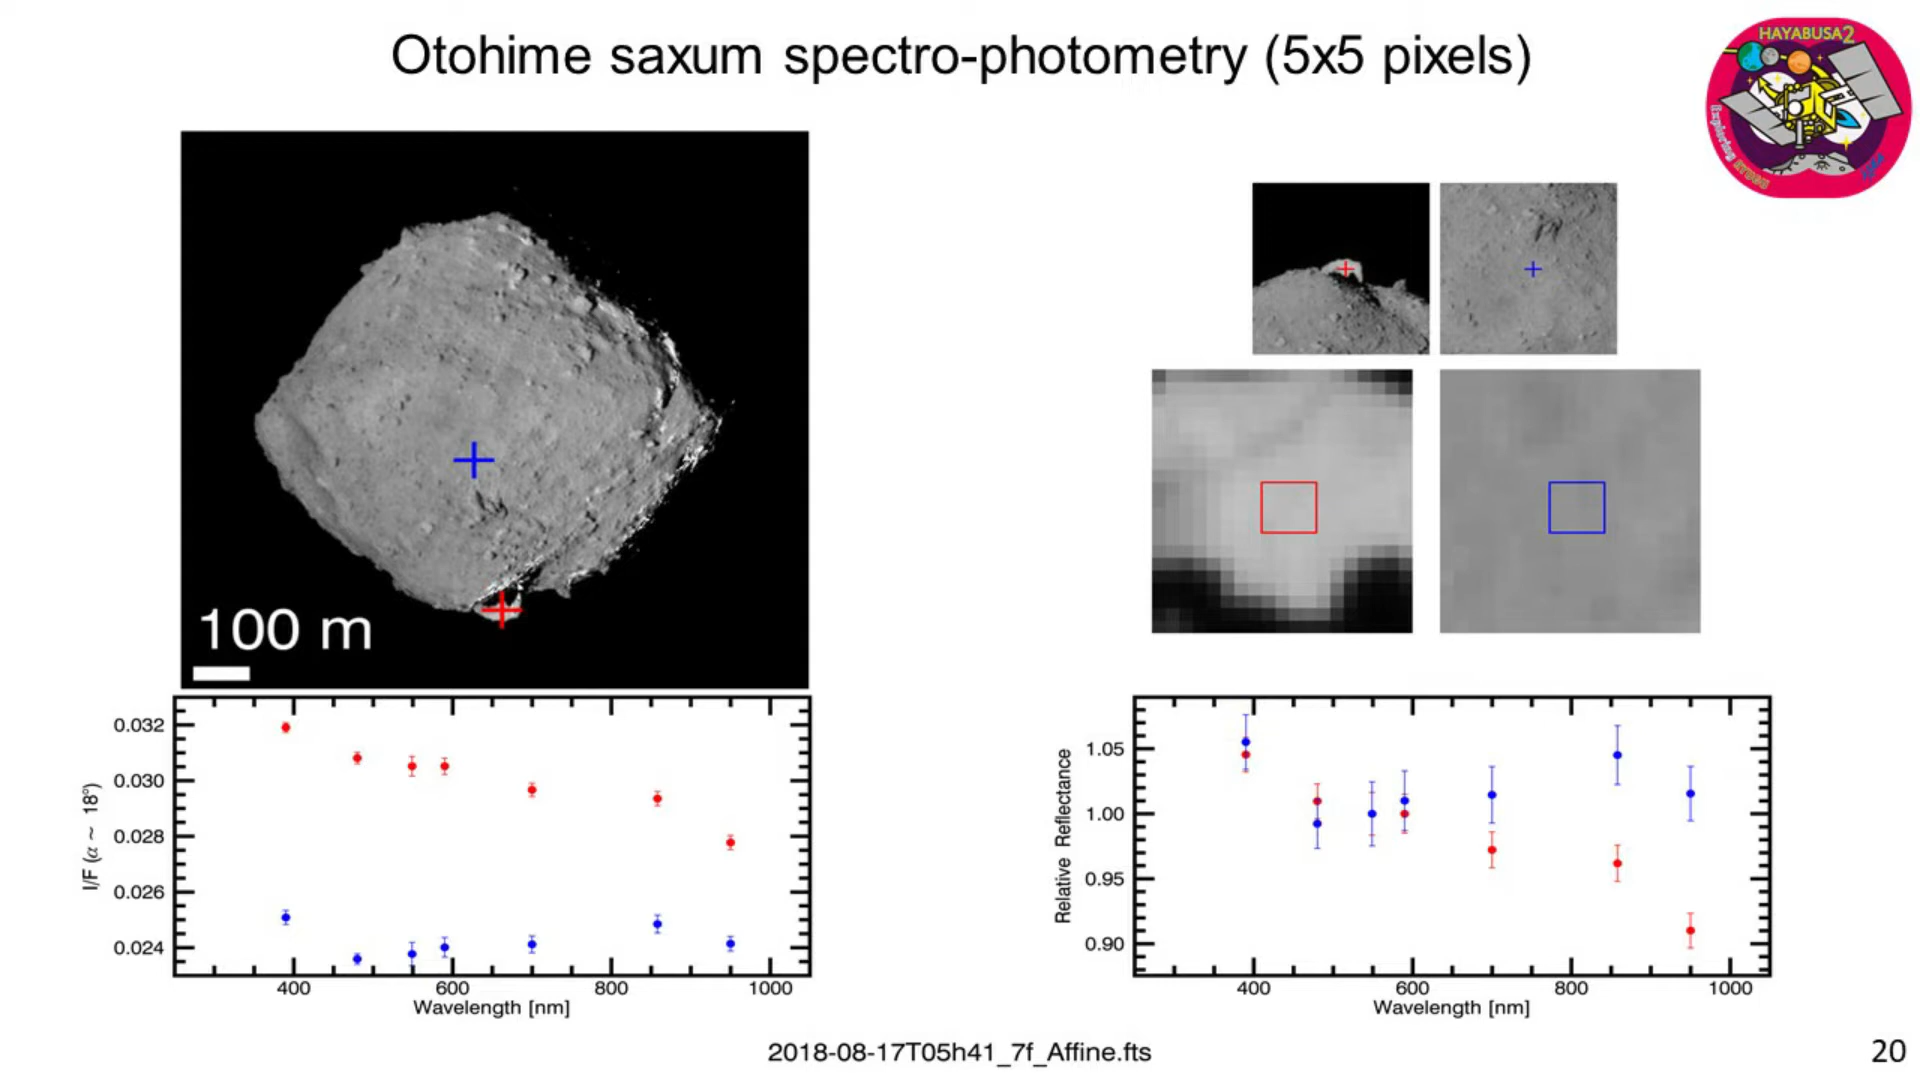 Otohime saxum spectro-photometry (5x5 pixels)
HAYABUSA2
Exploring RYUGU
100 m
0.032
0.030
0.028
0.026
0.024
I/F (α ~ 18°)
400 600 800 1000
Wavelength [nm]
1.05
1.00
0.95
0.90
Relative Reflectance
400 600 800 1000
Wavelength [nm]
2018-08-17T05h41_7f_Affine.fts
20